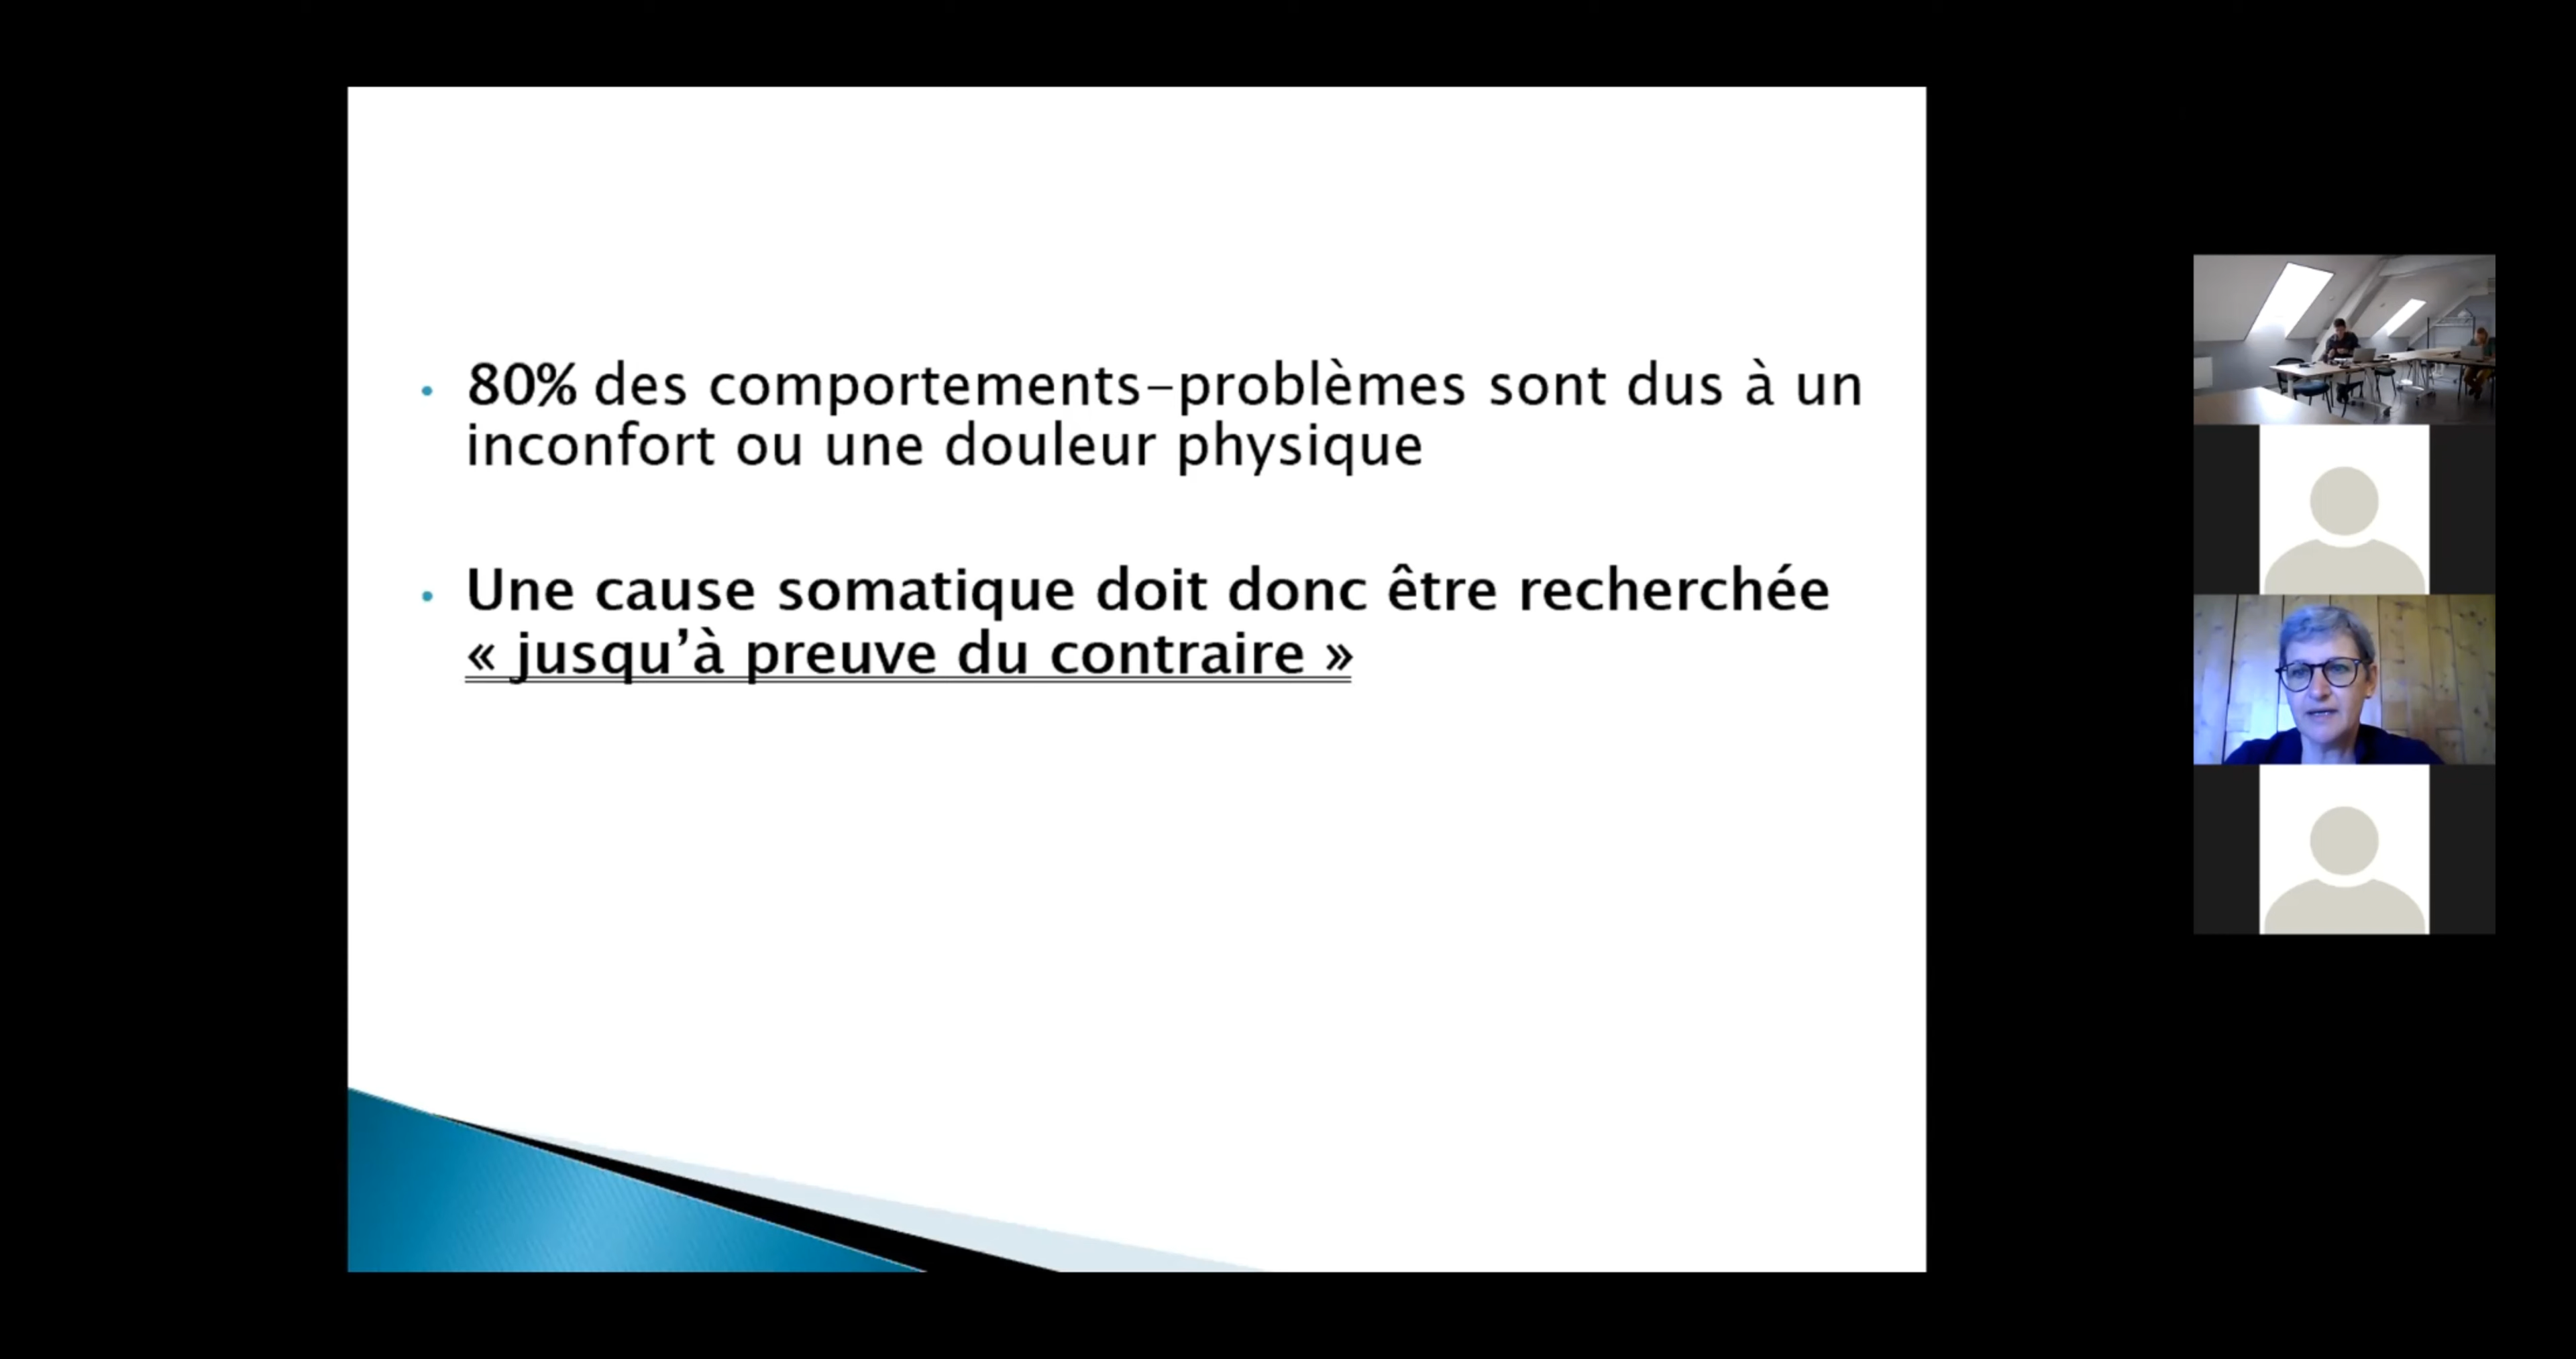 80% des comportements-problèmes sont dus à un
inconfort ou une douleur physique
Une cause somatique doit donc être recherchée
« jusqu’à preuve du contraire »